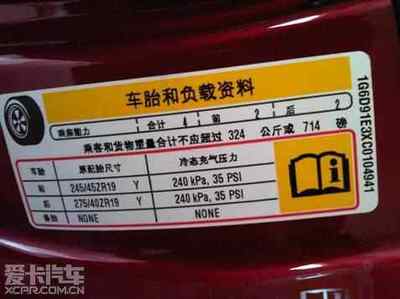 车胎和负载资料
乘座能力 合计 4 前 2 后 2
乘客和货物重量合计不应超过 324 公斤或 714 磅
车胎 原配胎尺寸 冷态充气压力
前 245/45ZR19 Y 240 kPa, 35 PSI
后 275/40ZR19 Y 240 kPa, 35 PSI
备胎 NONE NONE
1G6D91E3XC0104941
爱卡汽车
XCAR.COM.CN